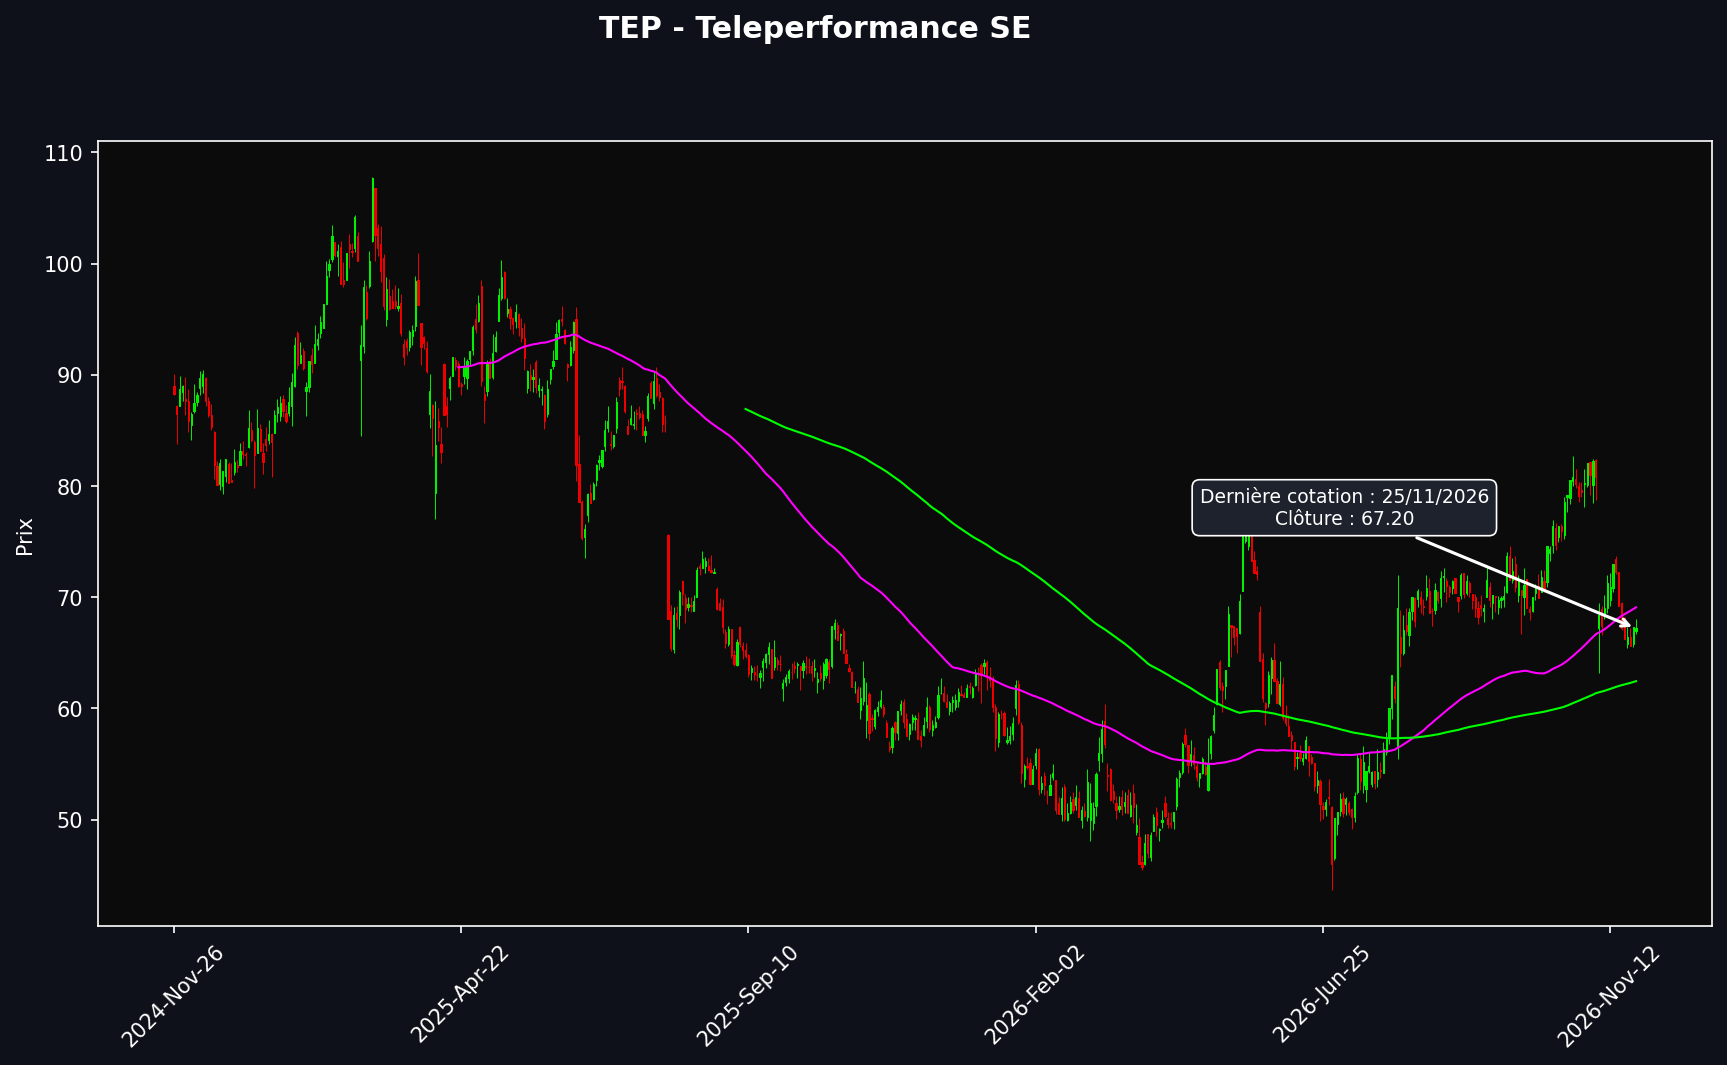 TEP - Teleperformance SE
110
100
90
80
70
60
50
Prix
Dernière cotation : 25/11/2026
Clôture : 67.20
2024-Nov-26
2025-Apr-22
2025-Sep-10
2026-Feb-02
2026-Jun-25
2026-Nov-12